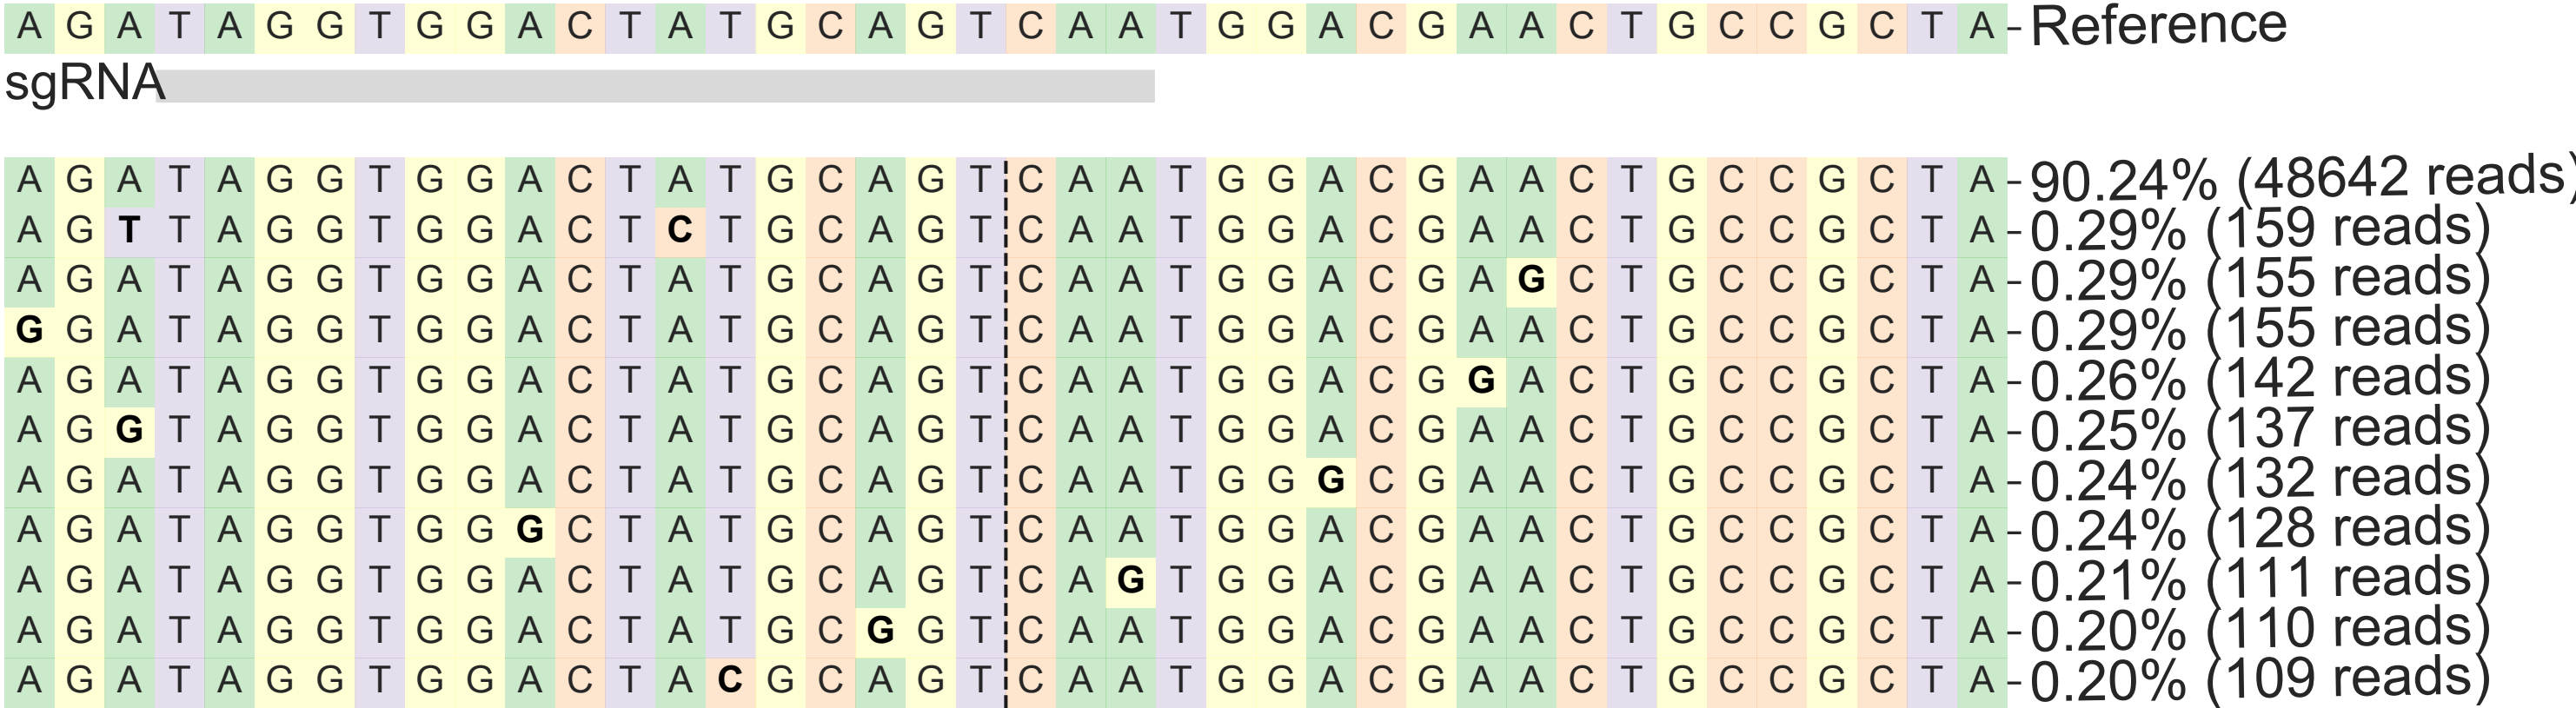 A G A T A G G T G G A C T A T G C A G T C A A T G G A C G A A C T G C C G C T A - Reference
sgRNA
A G A T A G G T G G A C T A T G C A G T C A A T G G A C G A A C T G C C G C T A - 90.24% (48642 reads)
A G T T A G G T G G A C T C T G C A G T C A A T G G A C G A A C T G C C G C T A - 0.29% (159 reads)
A G A T A G G T G G A C T A T G C A G T C A A T G G A C G A G C T G C C G C T A - 0.29% (155 reads)
G G A T A G G T G G A C T A T G C A G T C A A T G G A C G A A C T G C C G C T A - 0.29% (155 reads)
A G A T A G G T G G A C T A T G C A G T C A A T G G A C G G A C T G C C G C T A - 0.26% (142 reads)
A G G T A G G T G G A C T A T G C A G T C A A T G G A C G A A C T G C C G C T A - 0.25% (137 reads)
A G A T A G G T G G A C T A T G C A G T C A A T G G G C G A A C T G C C G C T A - 0.24% (132 reads)
A G A T A G G T G G G C T A T G C A G T C A A T G G A C G A A C T G C C G C T A - 0.24% (128 reads)
A G A T A G G T G G A C T A T G C A G T C A G T G G A C G A A C T G C C G C T A - 0.21% (111 reads)
A G A T A G G T G G A C T A T G C G G T C A A T G G A C G A A C T G C C G C T A - 0.20% (110 reads)
A G A T A G G T G G A C T A C G C A G T C A A T G G A C G A A C T G C C G C T A - 0.20% (109 reads)